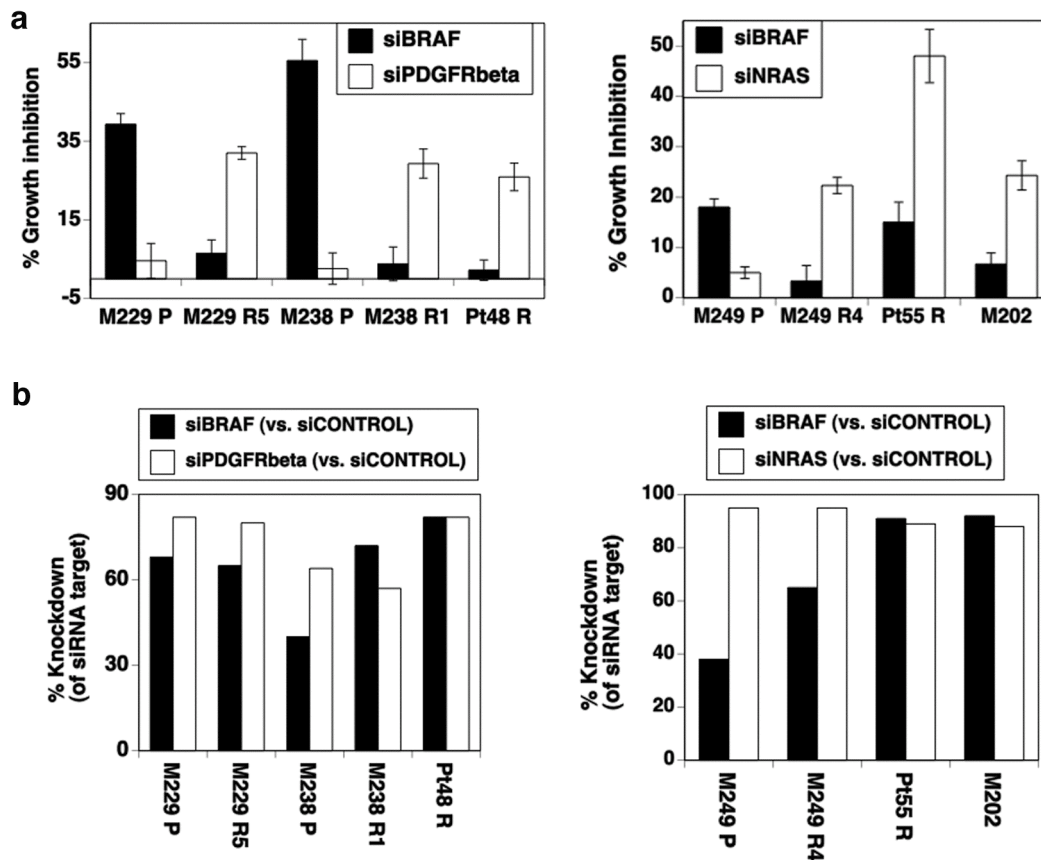 a
% Growth inhibition
55
35
15
-5
siBRAF
siPDGFRbeta
M229 P M229 R5 M238 P M238 R1 Pt48 R
% Growth Inhibition
50
40
30
20
10
0
siBRAF
siNRAS
M249 P M249 R4 Pt55 R M202
b
siBRAF (vs. siCONTROL)
siPDGFRbeta (vs. siCONTROL)
% Knockdown
(of siRNA target)
90
60
30
0
M229 P
M229 R5
M238 P
M238 R1
Pt48 R
siBRAF (vs. siCONTROL)
siNRAS (vs. siCONTROL)
% Knockdown
(of siRNA target)
100
80
60
40
20
0
M249 P
M249 R4
Pt55 R
M202